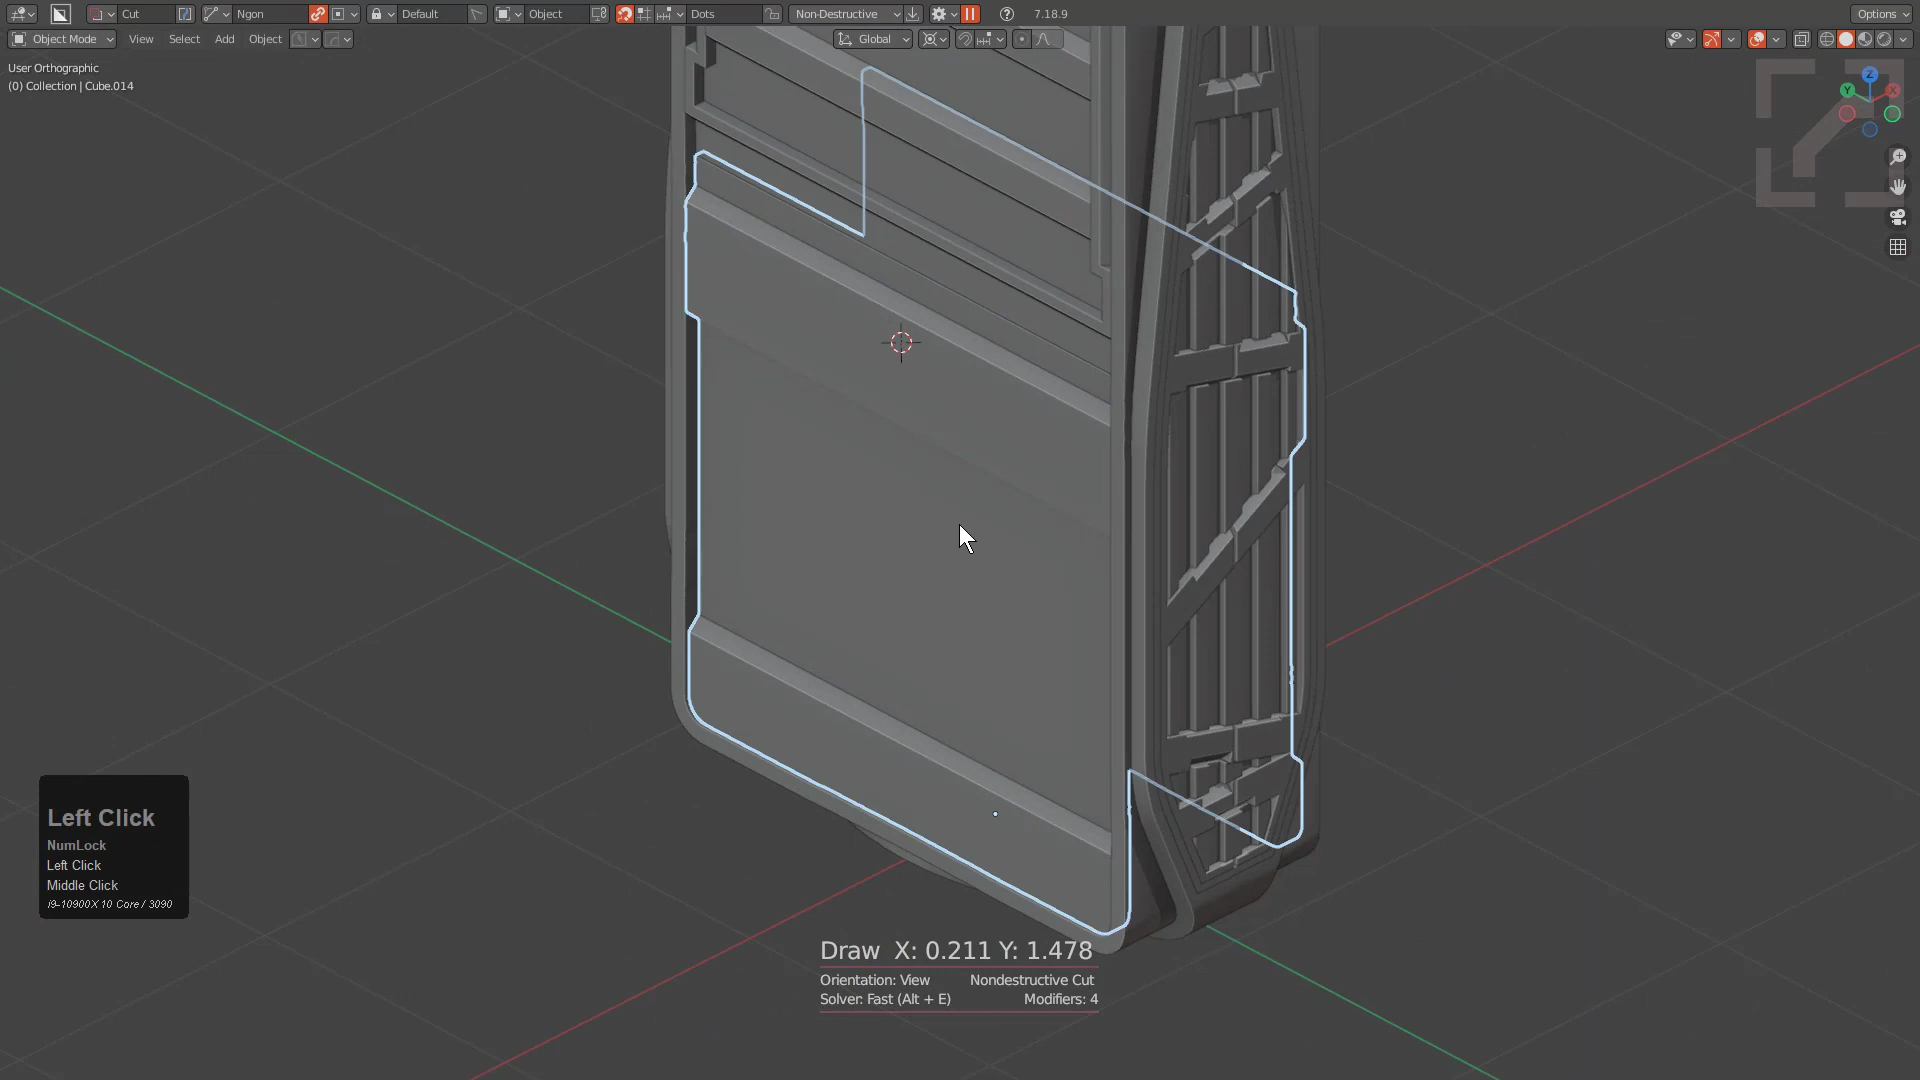 Cut
Ngon
Default
Object
Dots
Non-Destructive
7.18.9
Options
Object Mode
View
Select
Add
Object
Global
User Orthographic
(0) Collection | Cube.014
Z
Y
X
Left Click
NumLock
Left Click
Middle Click
i9-10900X 10 Core / 3090
Draw X: 0.211 Y: 1.478
Orientation: View Nondestructive Cut
Solver: Fast (Alt + E) Modifiers: 4